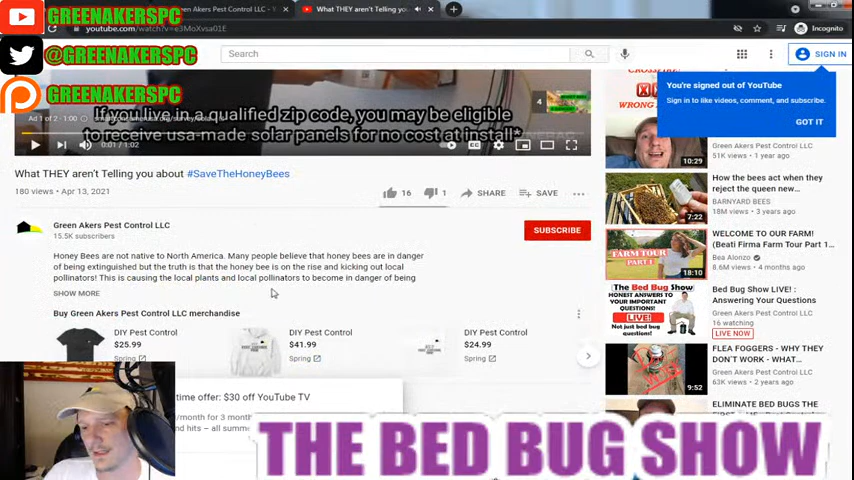 GREENAKERSPC
@GREENAKERSPC
GREENAKERSPC
reen Akers Pest Control LLC -
What THEY aren't Telling yo
Incognito
youtube.com/watch?v=e3MoXvsa01E
Search
SIGN IN
You're signed out of YouTube
Sign in to like videos, comment, and subscribe.
GOT IT
If you live in a qualified zip code, you may be eligible
to receive usa-made solar panels for no cost at install*
Ad 1 of 2 · 1:00
4
0:01 / 1:02
What THEY aren't Telling you about #SaveTheHoneyBees
180 views • Apr 13, 2021
16
1
SHARE
SAVE
Green Akers Pest Control LLC
15.5K subscribers
SUBSCRIBE
Honey Bees are not native to North America. Many people believe that honey bees are in danger
of being extinguished but the truth is that the honey bee is on the rise and kicking out local
pollinators! This is causing the local plants and local pollinators to become in danger of being
SHOW MORE
Buy Green Akers Pest Control LLC merchandise
DIY Pest Control
$25.99
Spring
DIY Pest Control
$41.99
Spring
DIY Pest Control
$24.99
Spring
time offer: $30 off YouTube TV
/month for 3 month
nd hits – all summe
WRONG
10:29
Green Akers Pest Control LLC
51K views • 1 year ago
7:22
How the bees act when they
reject the queen new...
BARNYARD BEES
18M views • 3 years ago
FARM TOUR
PART 1
18:10
WELCOME TO OUR FARM!
(Beati Firma Farm Tour Part 1...
Bea Alonzo
8.6M views • 4 months ago
The Bed Bug Show
HONEST ANSWERS TO
YOUR IMPORTANT
QUESTIONS!
LIVE!
Not just bed bug questions!
Bed Bug Show LIVE! :
Answering Your Questions
Green Akers Pest Control LLC
16 watching
LIVE NOW
9:52
FLEA FOGGERS - WHY THEY
DON'T WORK - WHAT...
Green Akers Pest Control LLC
63K views • 2 years ago
ELIMINATE BED BUGS THE
THE BED BUG SHOW